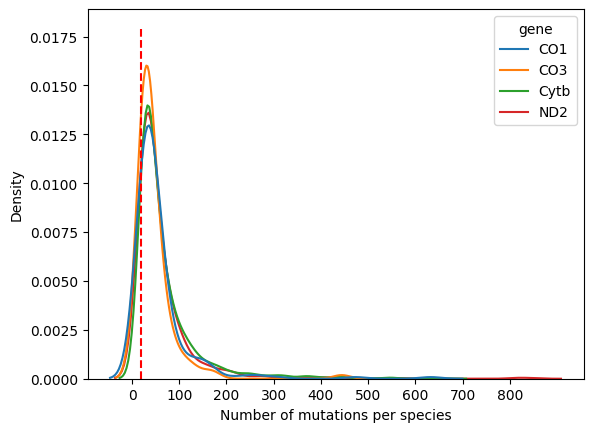 gene
CO1
CO3
Cytb
ND2
0.0175
0.0150
0.0125
0.0100
0.0075
0.0050
0.0025
0.0000
Density
0 100 200 300 400 500 600 700 800
Number of mutations per species